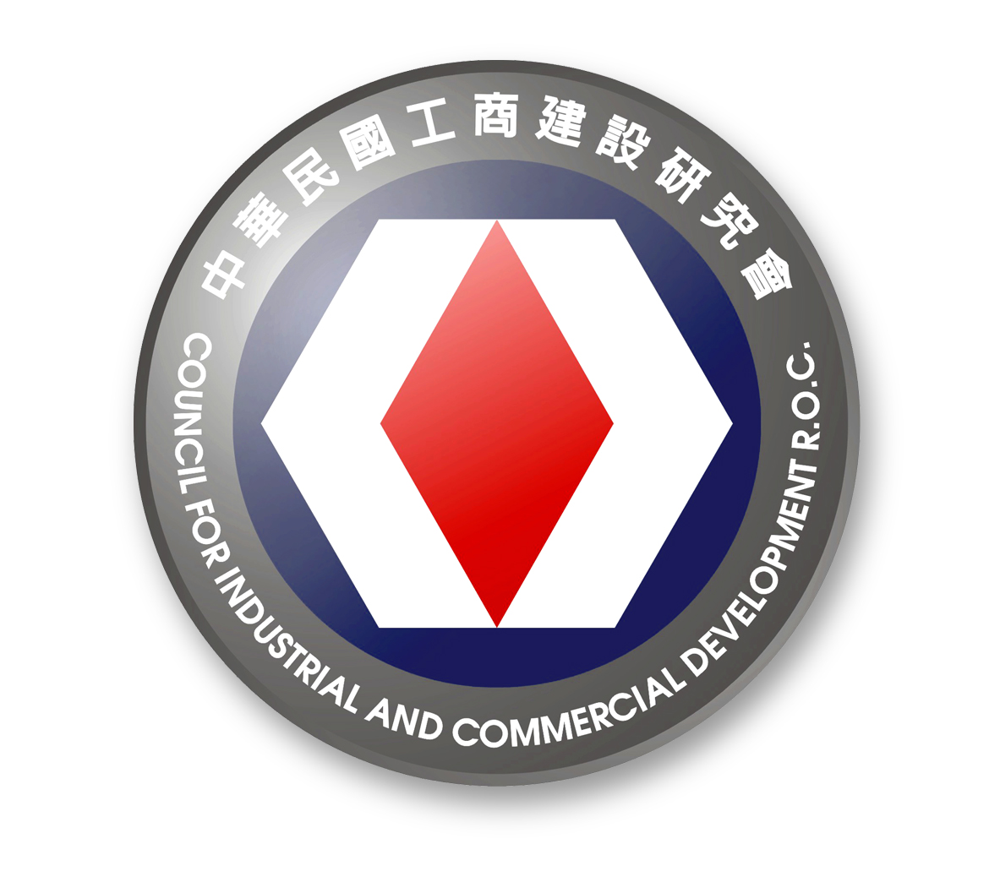 中華民國工商建設研究會
COUNCIL FOR INDUSTRIAL AND COMMERCIAL DEVELOPMENT R.O.C.